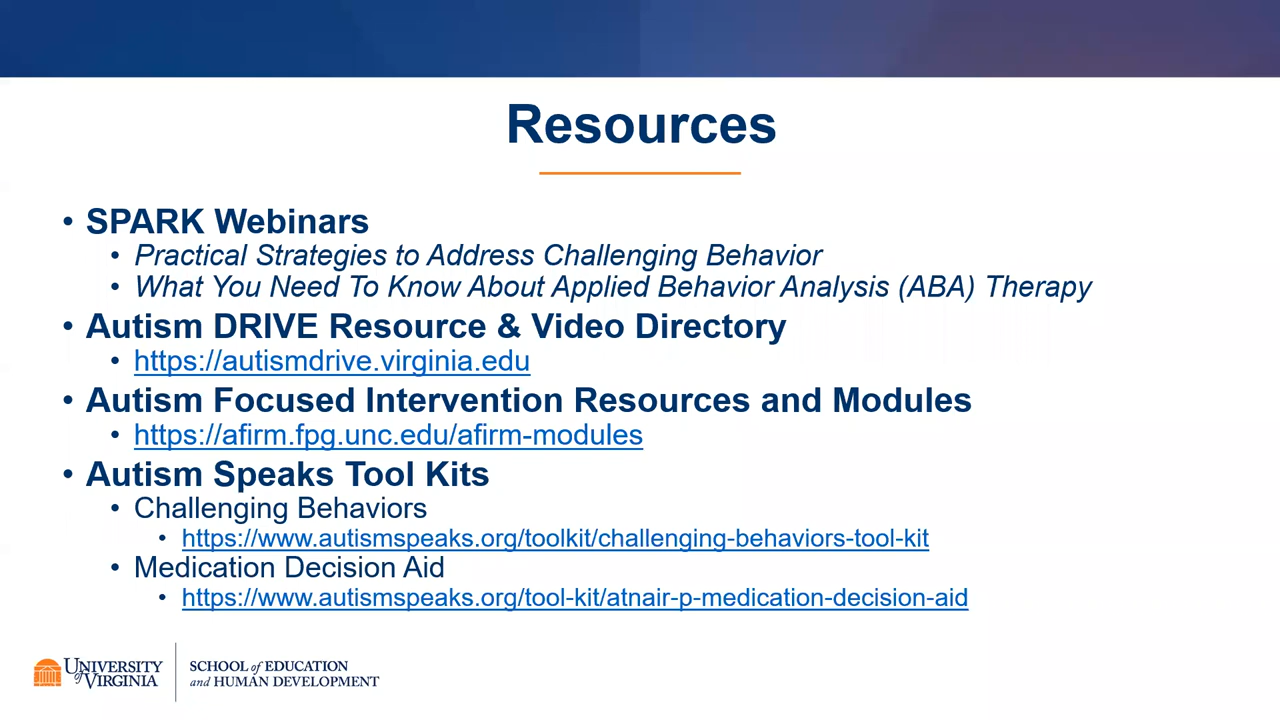 Resources
• SPARK Webinars
• Practical Strategies to Address Challenging Behavior
• What You Need To Know About Applied Behavior Analysis (ABA) Therapy
• Autism DRIVE Resource & Video Directory
• https://autismdrive.virginia.edu
• Autism Focused Intervention Resources and Modules
• https://afirm.fpg.unc.edu/afirm-modules
• Autism Speaks Tool Kits
• Challenging Behaviors
• https://www.autismspeaks.org/toolkit/challenging-behaviors-tool-kit
• Medication Decision Aid
• https://www.autismspeaks.org/tool-kit/atnair-p-medication-decision-aid
UNIVERSITY
of VIRGINIA
SCHOOL of EDUCATION
and HUMAN DEVELOPMENT